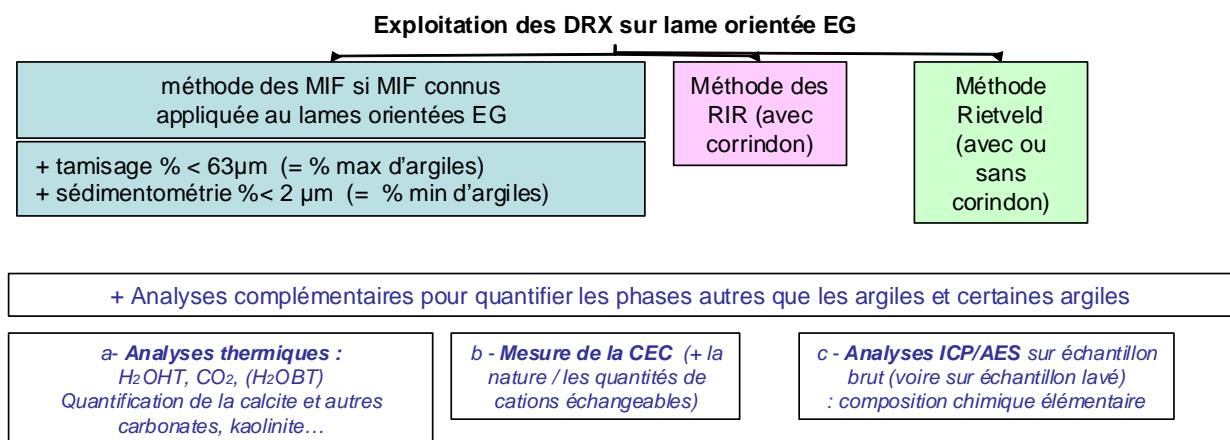 Exploitation des DRX sur lame orientée EG
méthode des MIF si MIF connus
appliquée au lames orientées EG
+ tamisage % < 63µm (= % max d'argiles)
+ sédimentométrie %< 2 µm (= % min d'argiles)
Méthode des
RIR (avec
corrindon)
Méthode
Rietveld
(avec ou
sans
corindon)
+ Analyses complémentaires pour quantifier les phases autres que les argiles et certaines argiles
a- Analyses thermiques :
H2OHT, CO2, (H2OBT)
Quantification de la calcite et autres
carbonates, kaolinite…
b - Mesure de la CEC (+ la
nature / les quantités de
cations échangeables)
c - Analyses ICP/AES sur échantillon
brut (voire sur échantillon lavé)
: composition chimique élémentaire